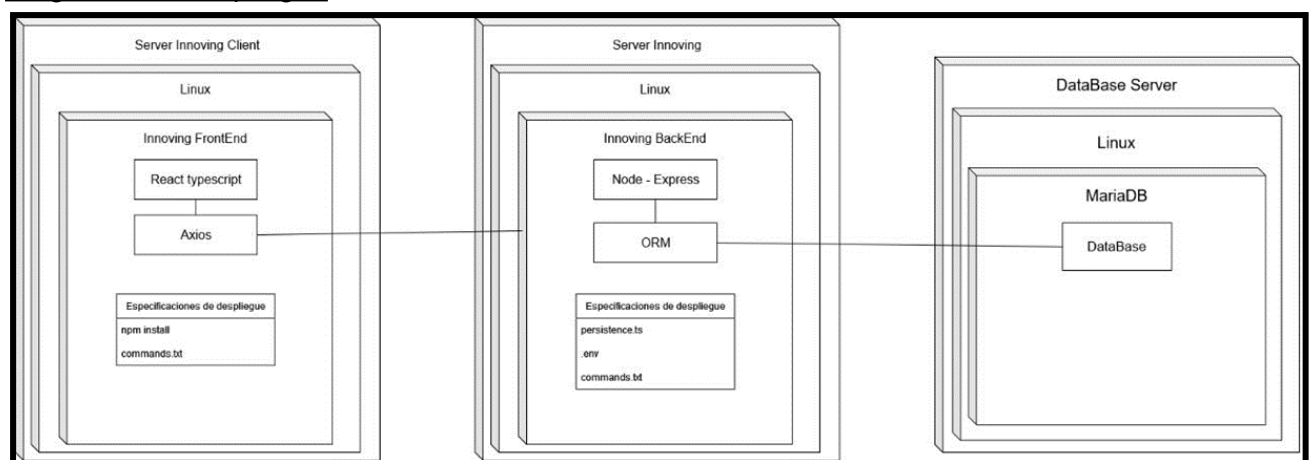 Server Innoving Client
Linux
Innoving FrontEnd
React typescript
Axios
Especificaciones de despliegue
npm install
commands.txt
Server Innoving
Linux
Innoving BackEnd
Node - Express
ORM
Especificaciones de despliegue
persistence.ts
.env
commands.txt
DataBase Server
Linux
MariaDB
DataBase